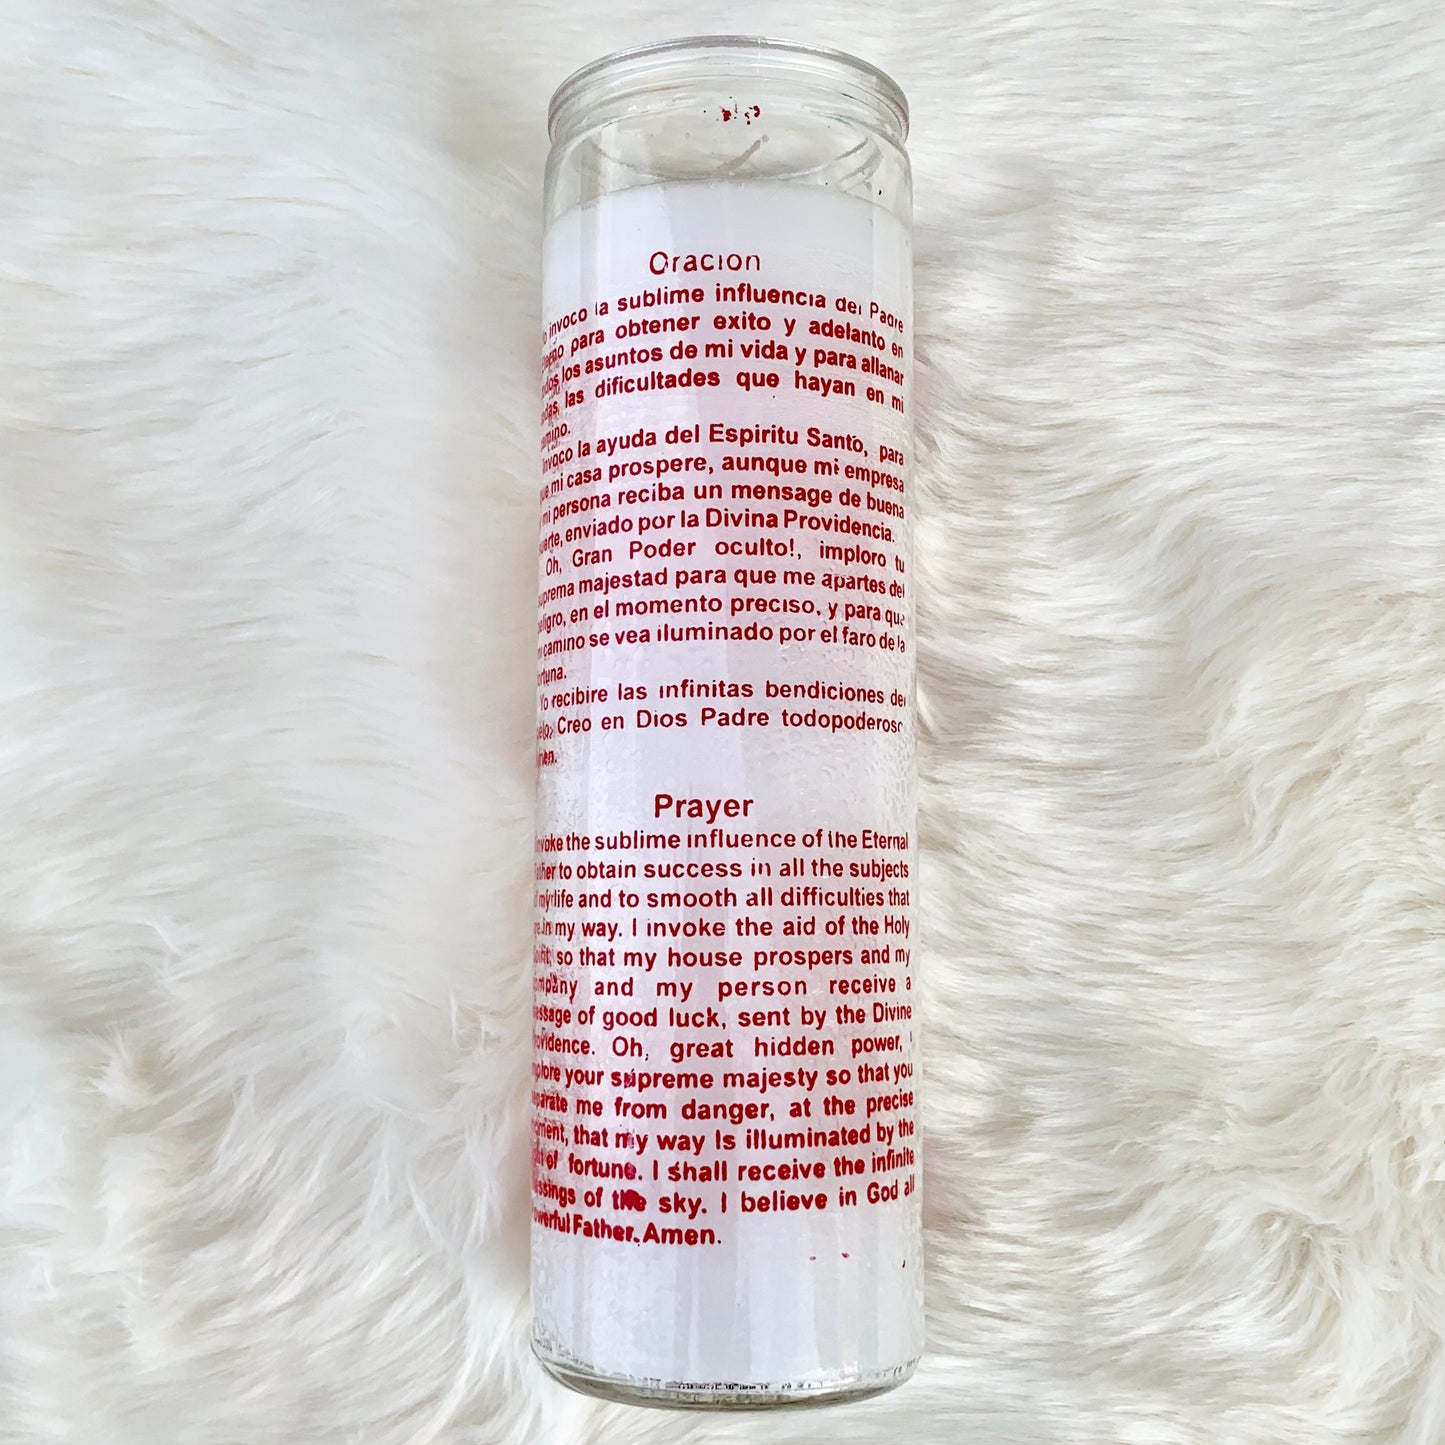 Oracion
invoco la sublime influencia del Padre
para obtener exito y adelanto en
los asuntos de mi vida y para allanar
las dificultades que hayan en mi
invoco la ayuda del Espiritu Santo, para
mi casa prospere, aunque mi empresa
mi persona reciba un mensage de buena
enviado por la Divina Providencia.
Oh, Gran Poder oculto!, imploro tu
suprema majestad para que me apartes del
peligro, en el momento preciso, y para que
mi camino se vea iluminado por el faro de la
Yo recibire las infinitas bendiciones del
Creo en Dios Padre todopoderoso
Prayer
invoke the sublime influence of the Eternal
to obtain success in all the subjects
of my life and to smooth all difficulties that
in my way. I invoke the aid of the Holy
so that my house prospers and my
and my person receive a
of good luck, sent by the Divine
Oh, great hidden power, I
your supreme majesty so that you
me from danger, at the precise
that my way Is illuminated by the
of fortune. I shall receive the infinite
of the sky. I believe in God all
Father. Amen.